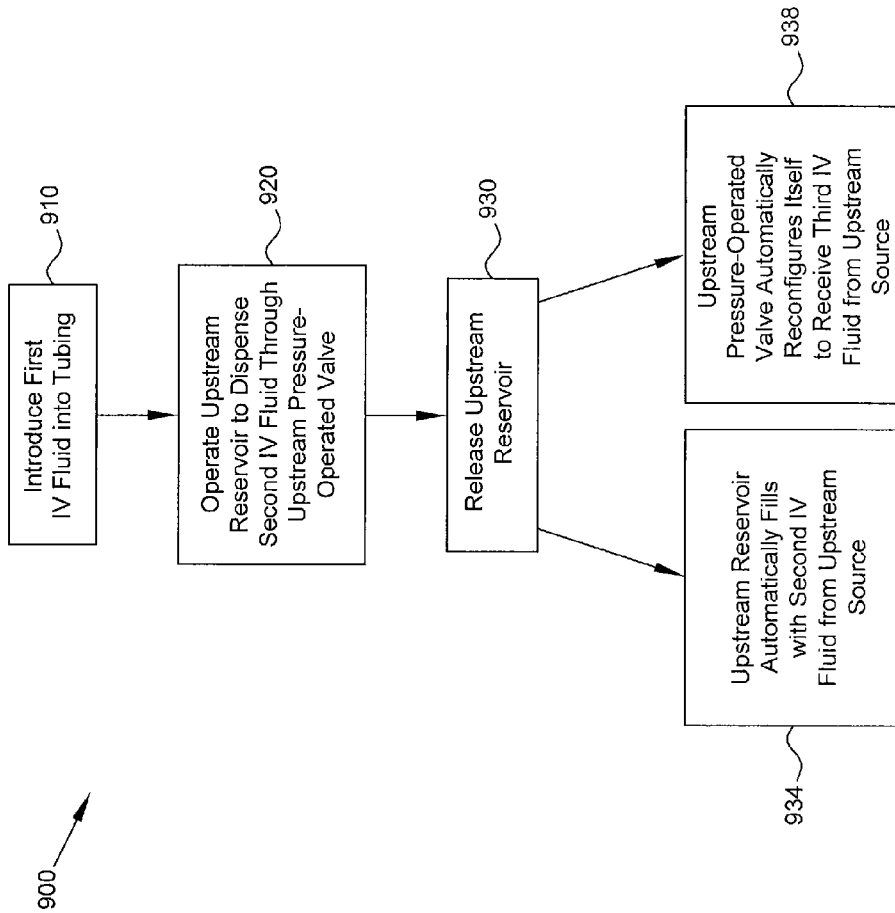 900
910
Introduce First
IV Fluid into Tubing
920
Operate Upstream
Reservoir to Dispense
Second IV Fluid Through
Upstream Pressure-
Operated Valve
930
Release Upstream
Reservoir
934
Upstream Reservoir
Automatically Fills
with Second IV
Fluid from Upstream
Source
938
Upstream
Pressure-Operated
Valve Automatically
Reconfigures Itself
to Receive Third IV
Fluid from Upstream
Source